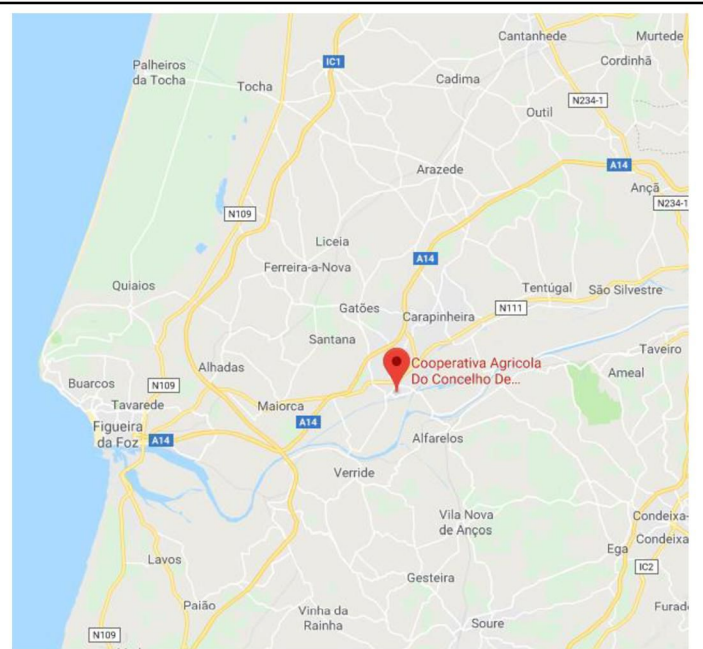 Cantanhede
Murtede
Palheiros
da Tocha
IC1
Cordinhã
Tocha
Cadima
N234-1
Outil
Arazede
A14
Ançã
N234-1
N109
Liceia
A14
Ferreira-a-Nova
Quiaios
Tentúgal
São Silvestre
Gatões
Carapinheira
N111
Santana
Taveiro
Cooperativa Agricola
Do Concelho De...
Alhadas
Ameal
Buarcos
N109
Tavarede
Maiorca
Figueira
da Foz
A14
A14
Alfarelos
Verride
Vila Nova
de Anços
Condeixa-
Condeixa
Ega
Lavos
IC2
Gesteira
Paião
Vinha da
Rainha
Furad
Soure
N109